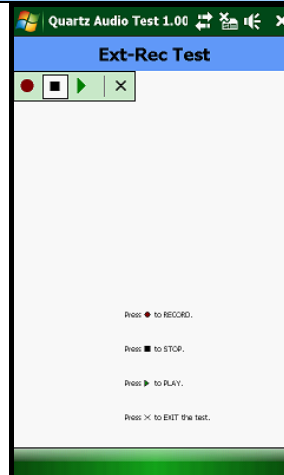 Quartz Audio Test 1.00
Ext-Rec Test
Press ● to RECORD.
Press ■ to STOP.
Press ▶ to PLAY.
Press ✕ to EXIT the test.